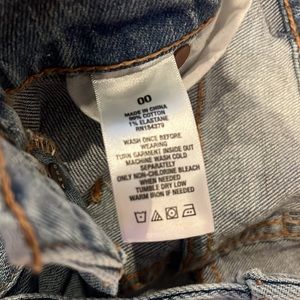 00
MADE IN CHINA
99% COTTON
1% ELASTANE
RN154379
WASH ONCE BEFORE
WEARING
TURN GARMENT INSIDE OUT
MACHINE WASH COLD
SEPARATELY
ONLY NON-CHLORINE BLEACH
WHEN NEEDED
TUMBLE DRY LOW
WARM IRON IF NEEDED